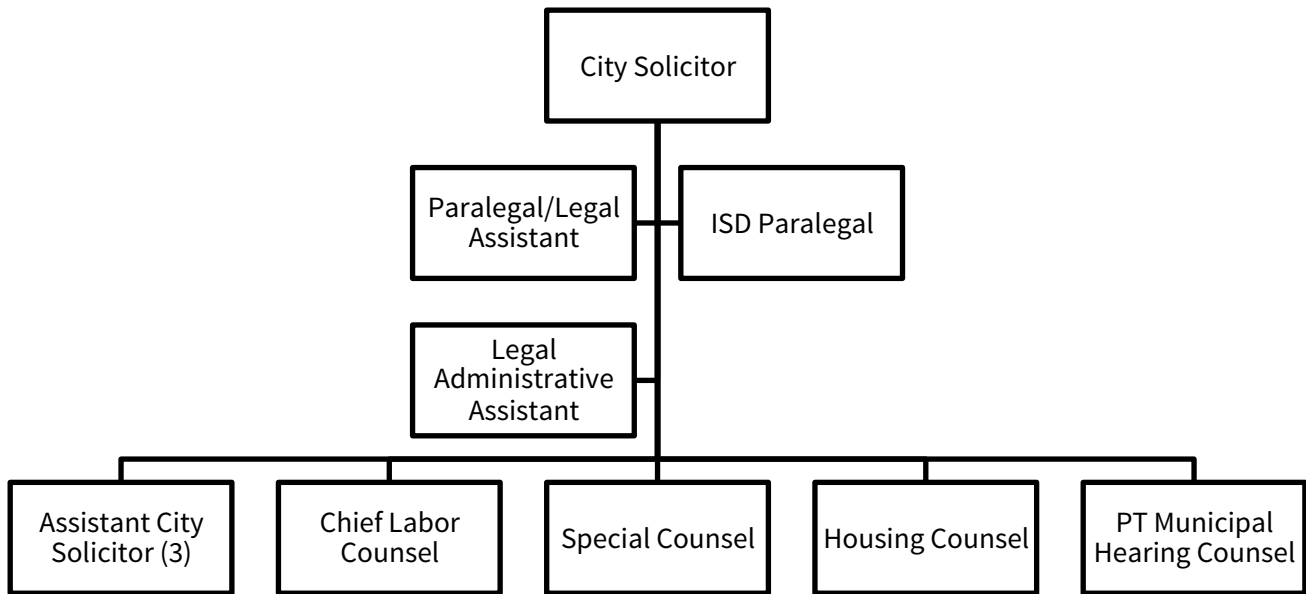 City Solicitor
Paralegal/Legal
Assistant
ISD Paralegal
Legal
Administrative
Assistant
Assistant City
Solicitor (3)
Chief Labor
Counsel
Special Counsel
Housing Counsel
PT Municipal
Hearing Counsel